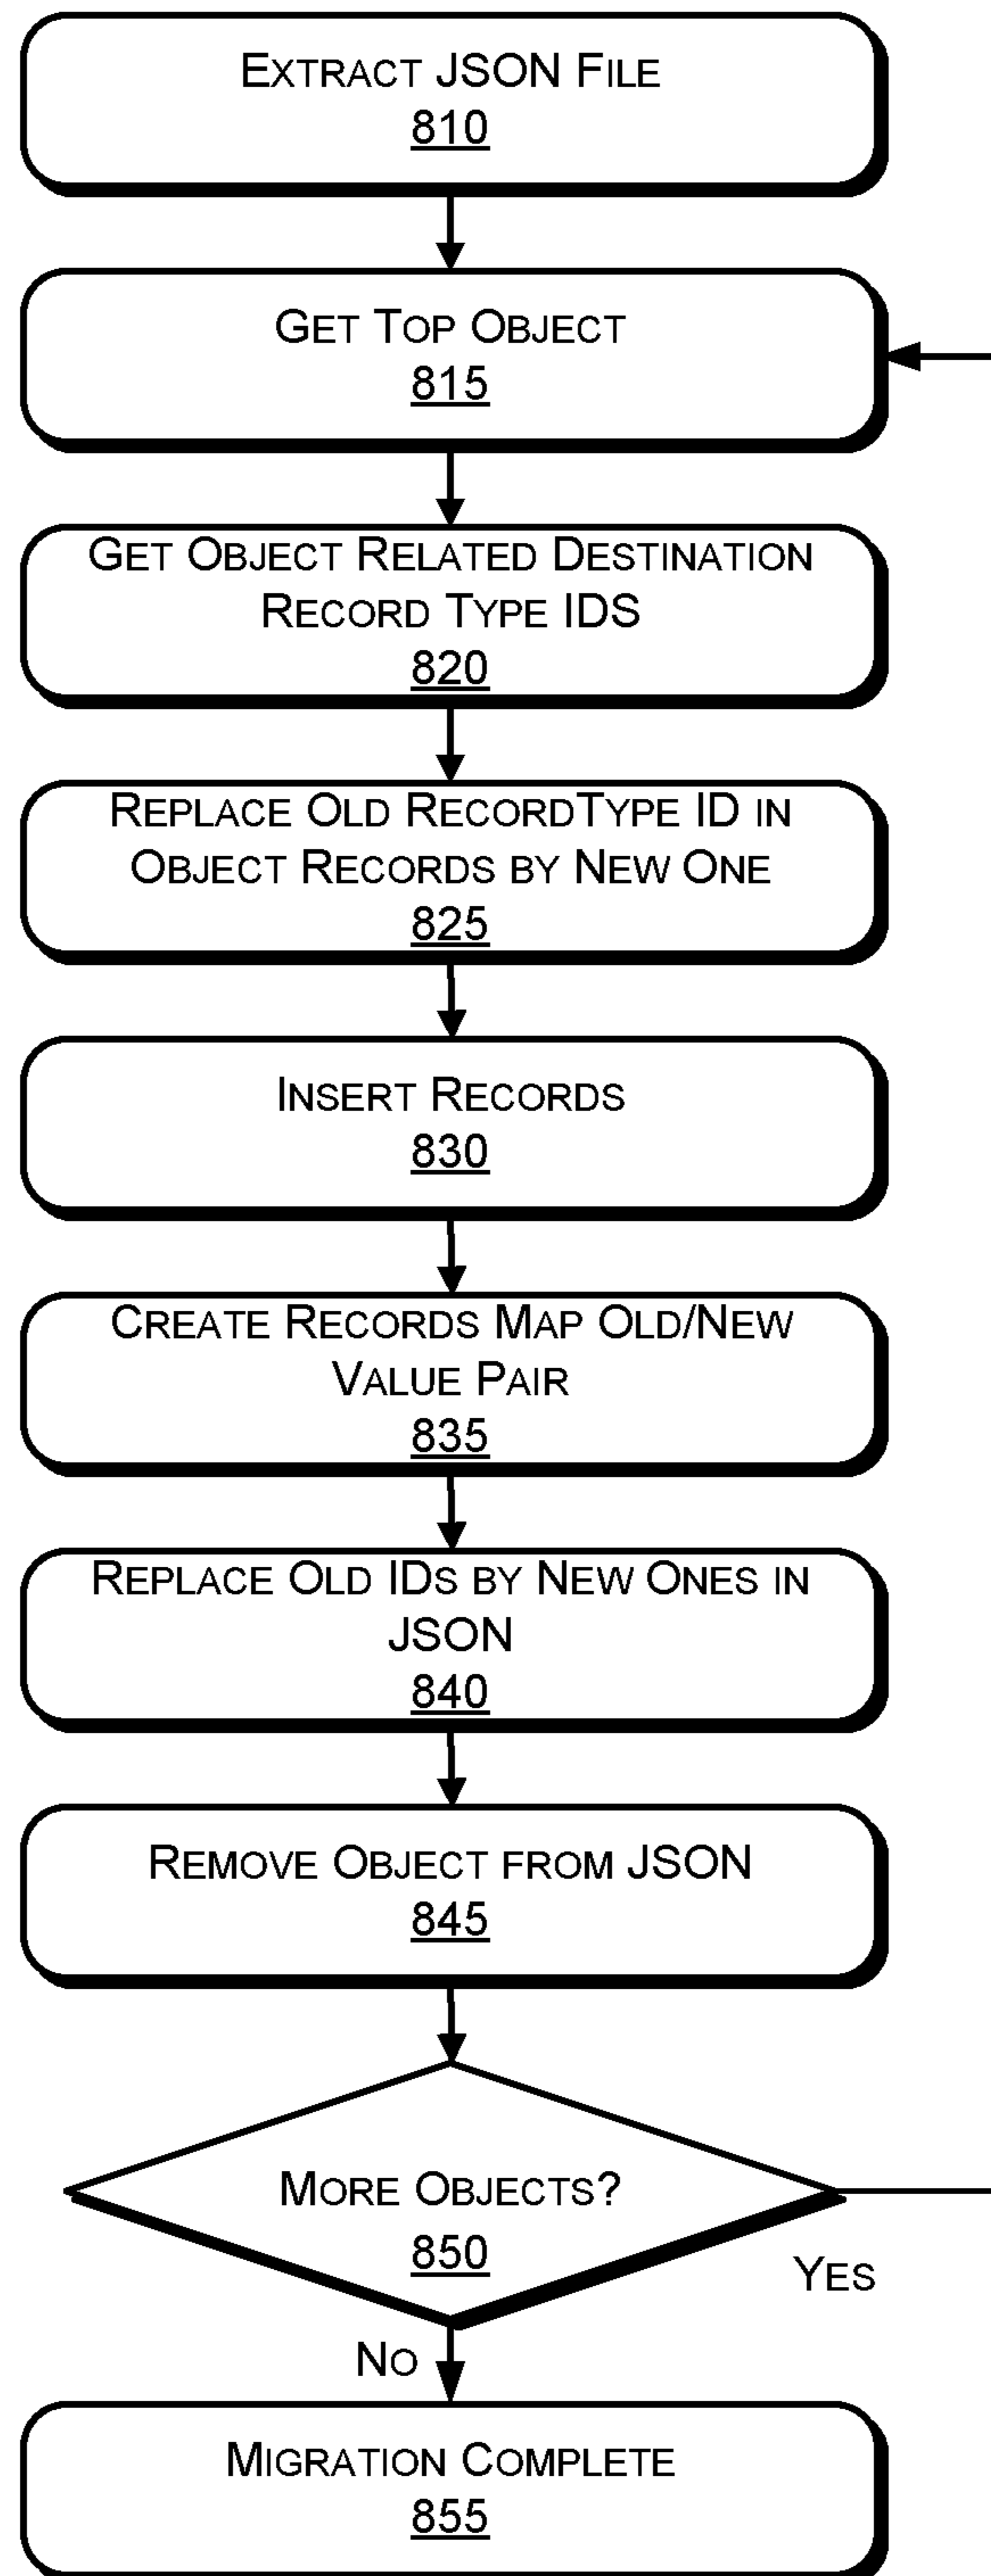 EXTRACT JSON FILE
810
GET TOP OBJECT
815
GET OBJECT RELATED DESTINATION
RECORD TYPE IDS
820
REPLACE OLD RECORDTYPE ID IN
OBJECT RECORDS BY NEW ONE
825
INSERT RECORDS
830
CREATE RECORDS MAP OLD/NEW
VALUE PAIR
835
REPLACE OLD IDS BY NEW ONES IN
JSON
840
REMOVE OBJECT FROM JSON
845
MORE OBJECTS?
850
YES
NO
MIGRATION COMPLETE
855